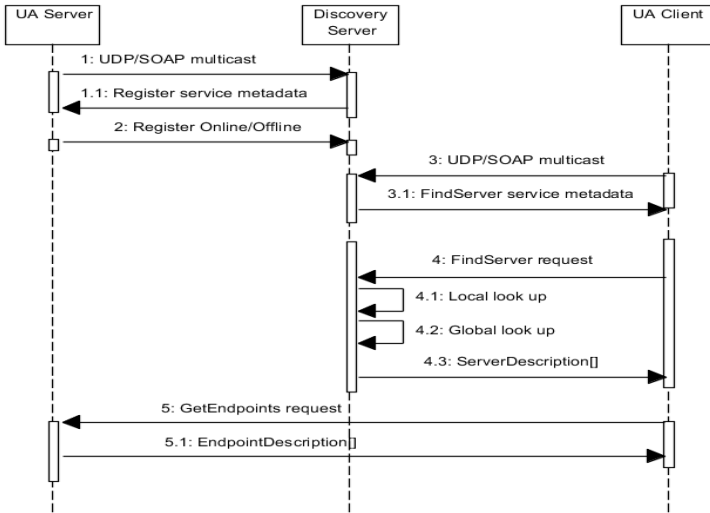 UA Server
Discovery
Server
UA Client
1: UDP/SOAP multicast
1.1: Register service metadata
2: Register Online/Offline
3: UDP/SOAP multicast
3.1: FindServer service metadata
4: FindServer request
4.1: Local look up
4.2: Global look up
4.3: ServerDescription[]
5: GetEndpoints request
5.1: EndpointDescription[]